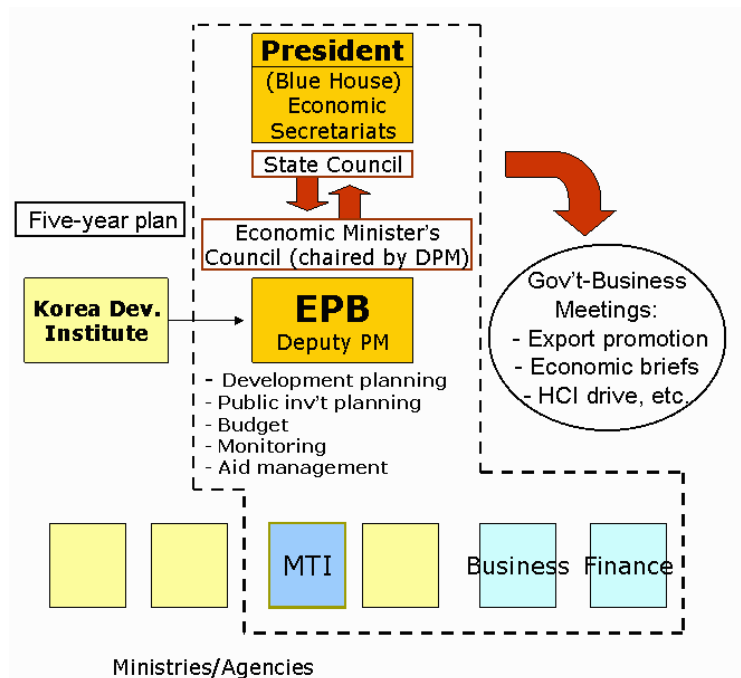 President
(Blue House)
Economic
Secretariats
State Council
Five-year plan
Economic Minister's
Council (chaired by DPM)
Korea Dev.
Institute
EPB
Deputy PM
- Development planning
- Public inv't planning
- Budget
- Monitoring
- Aid management
Gov't-Business
Meetings:
- Export promotion
- Economic briefs
- HCI drive, etc.
MTI
Business
Finance
Ministries/Agencies